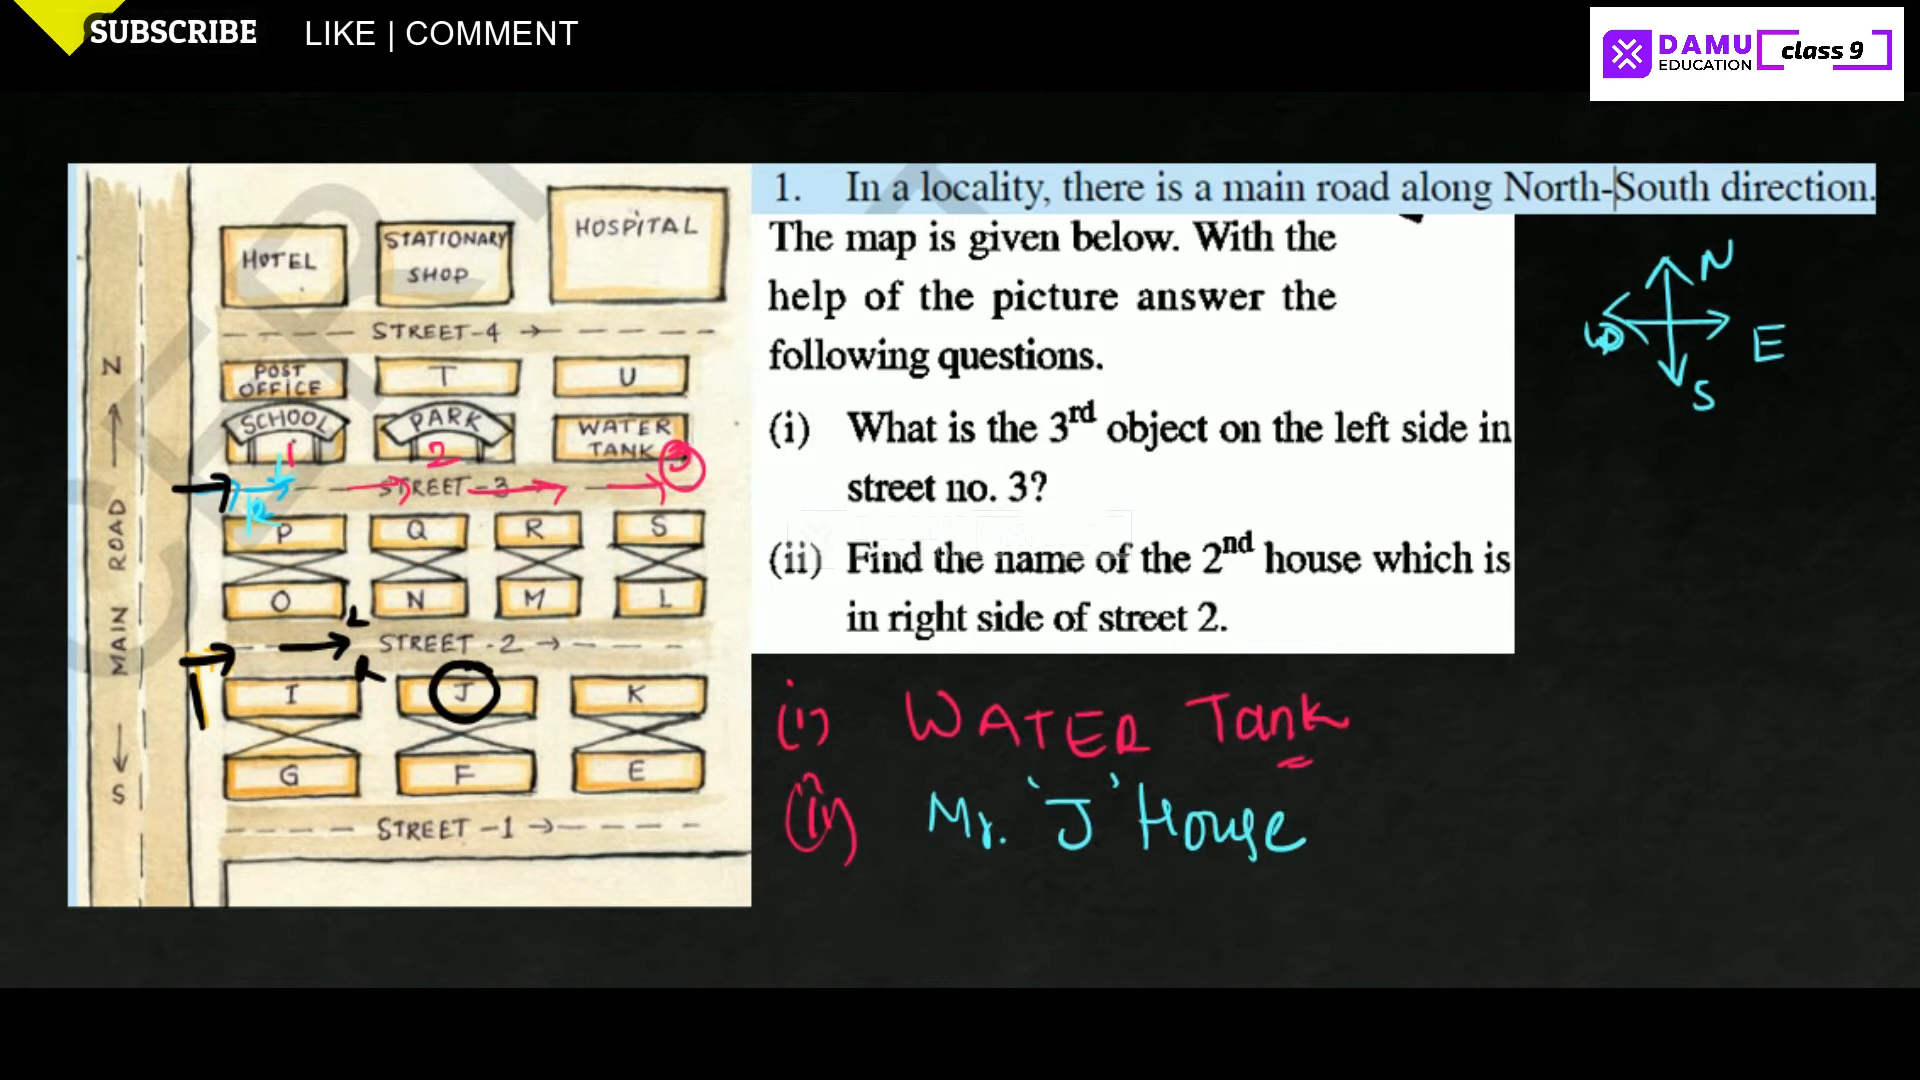 SUBSCRIBE LIKE | COMMENT
DAMU
EDUCATION
class 9
1. In a locality, there is a main road along North-South direction.
The map is given below. With the
help of the picture answer the
following questions.
(i) What is the 3rd object on the left side in
street no. 3?
(ii) Find the name of the 2nd house which is
in right side of street 2.
N
W
E
S
HOTEL
STATIONARY
SHOP
HOSPITAL
STREET-4
POST
OFFICE
T
U
SCHOOL
PARK
WATER
TANK
1
2
3
STREET-3
R
P
Q
R
S
O
N
M
L
L
STREET-2
R
I
J
K
G
F
E
STREET-1
N
MAIN ROAD
S
(i) WATER Tank
(ii) Mr. 'J' House